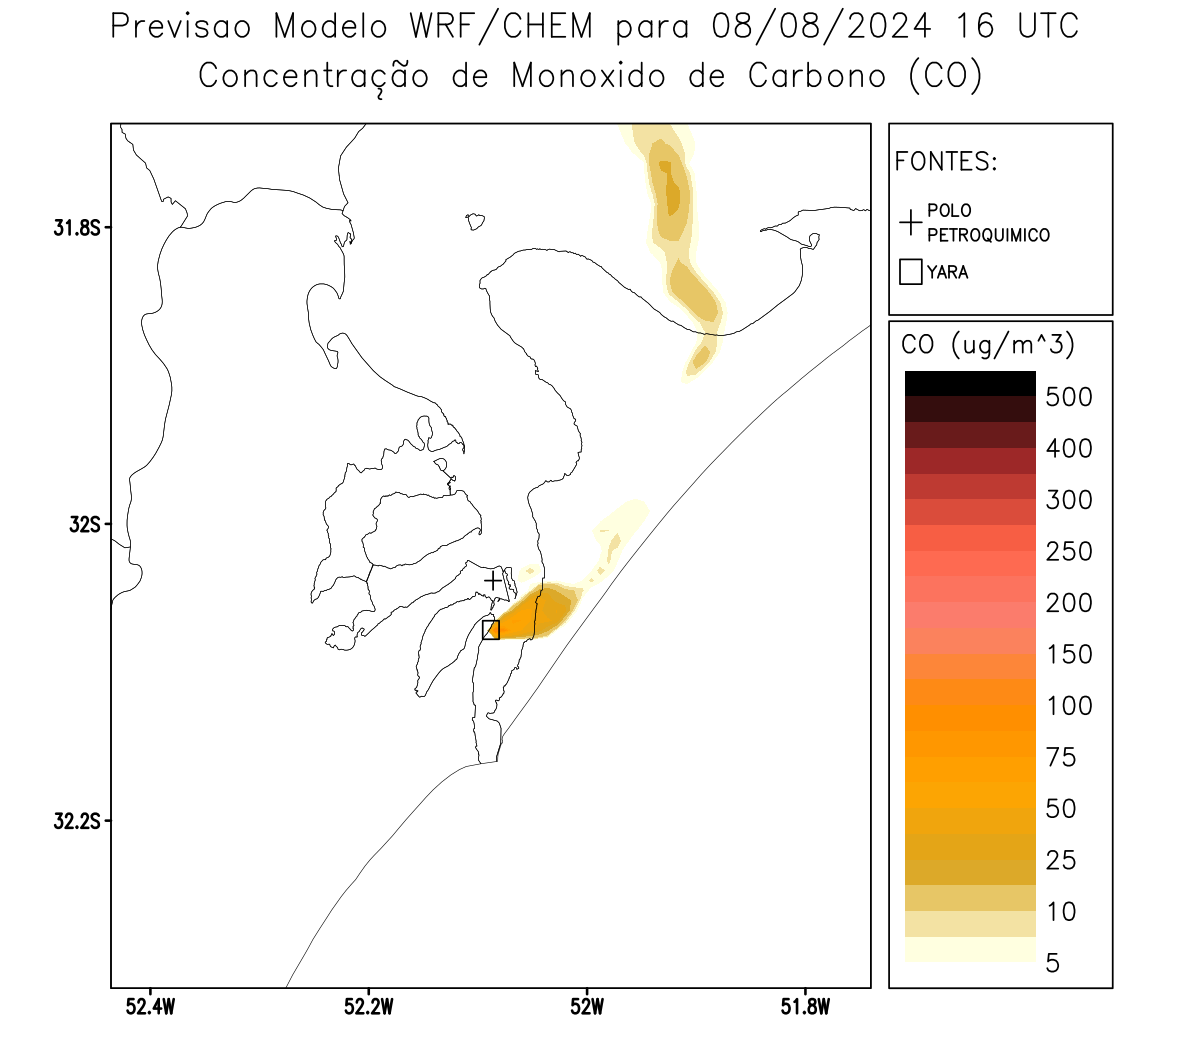 Previsao Modelo WRF/CHEM para 08/08/2024 16 UTC
Concentração de Monoxido de Carbono (CO)
FONTES:
POLO
PETROQUIMICO
YARA
31.8S
32S
32.2S
52.4W
52.2W
52W
51.8W
CO (ug/m^3)
500
400
300
250
200
150
100
75
50
25
10
5